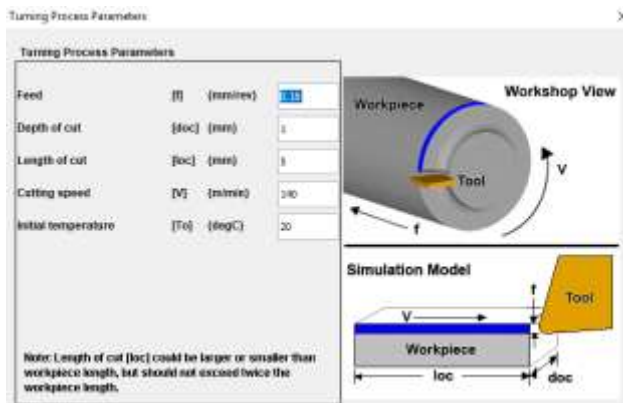 Turning Process Parameters
Turning Process Parameters
Feed [f] (mm/rev)
Depth of cut [doc] (mm) 1
Length of cut [loc] (mm)
Cutting speed [V] (m/min) 140
Initial temperature [To] (degC) 20
Note: Length of cut [loc] could be larger or smaller than
workpiece length, but should not exceed twice the
workpiece length.
Workshop View
Workpiece
Tool
V
f
Simulation Model
f
Tool
V
Workpiece
loc
doc